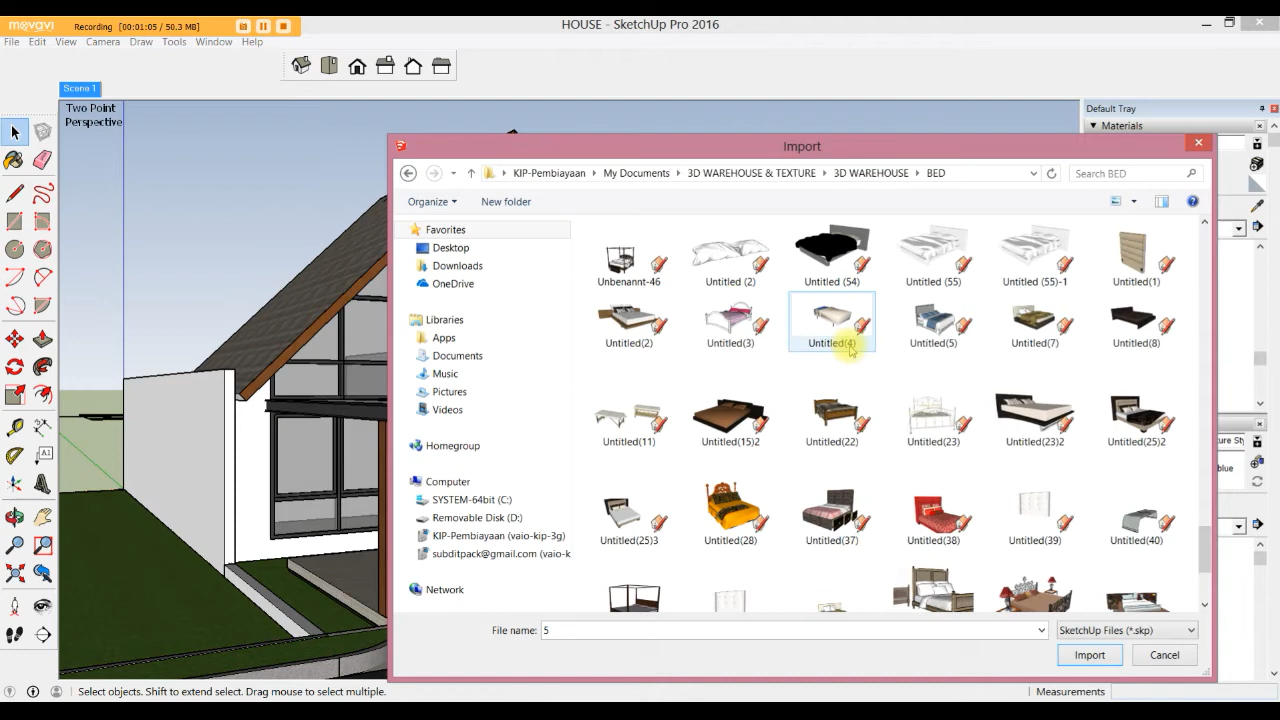 movavi Recording [00:01:05 / 50.3 MB]
HOUSE - SketchUp Pro 2016
File Edit View Camera Draw Tools Window Help
Scene 1
Two Point
Perspective
Default Tray
Materials
Import
KIP-Pembiayaan My Documents 3D WAREHOUSE & TEXTURE 3D WAREHOUSE BED
Search BED
Organize New folder
Favorites
Desktop
Downloads
OneDrive
Libraries
Apps
Documents
Music
Pictures
Videos
Homegroup
Computer
SYSTEM-64bit (C:)
Removable Disk (D:)
KIP-Pembiayaan (vaio-kip-3g)
subditpack@gmail.com (vaio-k
Network
Unbenannt-46 Untitled (2) Untitled (54) Untitled (55) Untitled (55)-1 Untitled(1)
Untitled(2) Untitled(3) Untitled(4) Untitled(5) Untitled(7) Untitled(8)
Untitled(11) Untitled(15)2 Untitled(22) Untitled(23) Untitled(23)2 Untitled(25)2
Untitled(25)3 Untitled(28) Untitled(37) Untitled(38) Untitled(39) Untitled(40)
File name: 5 SketchUp Files (*.skp)
Import Cancel
A1
ure Sty
blue
Select objects. Shift to extend select. Drag mouse to select multiple.
Measurements